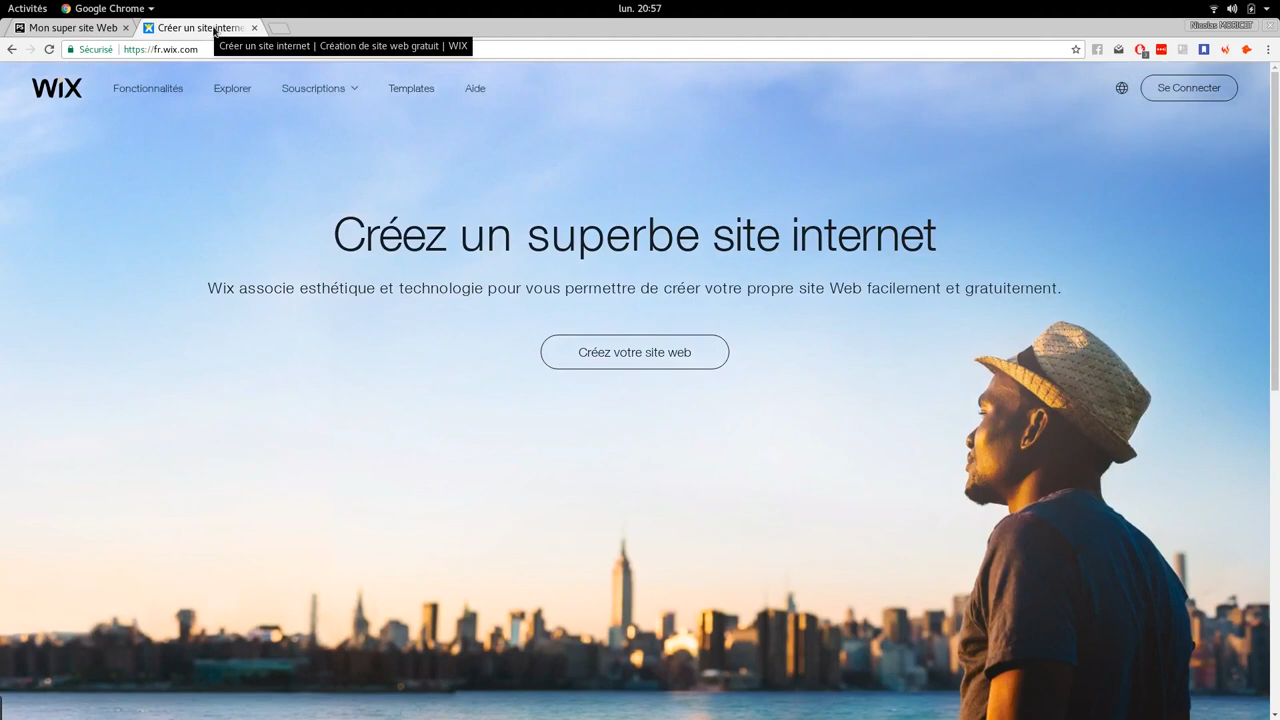 Activités Google Chrome lun. 20:57
Mon super site Web Créer un site interne Nicolas MORICET
Sécurisé https://fr.wix.com
Créer un site internet | Création de site web gratuit | WIX
WiX Fonctionnalités Explorer Souscriptions Templates Aide Se Connecter
Créez un superbe site internet
Wix associe esthétique et technologie pour vous permettre de créer votre propre site Web facilement et gratuitement.
Créez votre site web